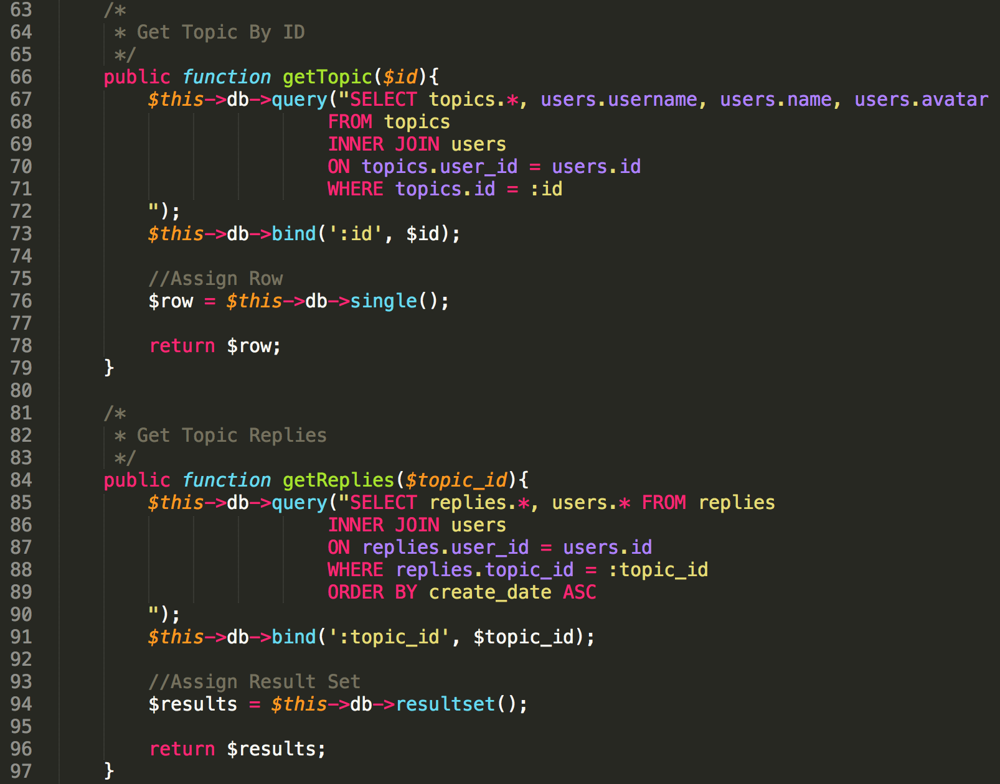 63 /*
64 * Get Topic By ID
65 */
66 public function getTopic($id){
67 $this->db->query("SELECT topics.*, users.username, users.name, users.avatar
68 FROM topics
69 INNER JOIN users
70 ON topics.user_id = users.id
71 WHERE topics.id = :id
72 ");
73 $this->db->bind(':id', $id);
74
75 //Assign Row
76 $row = $this->db->single();
77
78 return $row;
79 }
80
81 /*
82 * Get Topic Replies
83 */
84 public function getReplies($topic_id){
85 $this->db->query("SELECT replies.*, users.* FROM replies
86 INNER JOIN users
87 ON replies.user_id = users.id
88 WHERE replies.topic_id = :topic_id
89 ORDER BY create_date ASC
90 ");
91 $this->db->bind(':topic_id', $topic_id);
92
93 //Assign Result Set
94 $results = $this->db->resultset();
95
96 return $results;
97 }